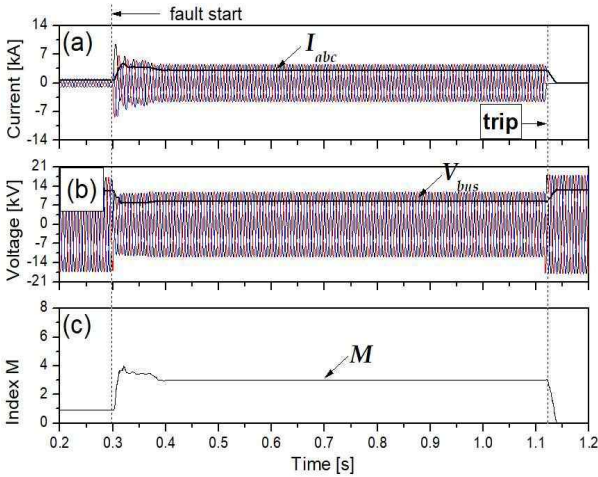 fault start
14
7
0
-7
-14
Current [kA]
(a)
I abc
trip
21
14
7
0
-7
-14
-21
Voltage [kV]
(b)
V bus
8
6
4
2
0
Index M
(c)
M
0.2 0.3 0.4 0.5 0.6 0.7 0.8 0.9 1.0 1.1 1.2
Time [s]